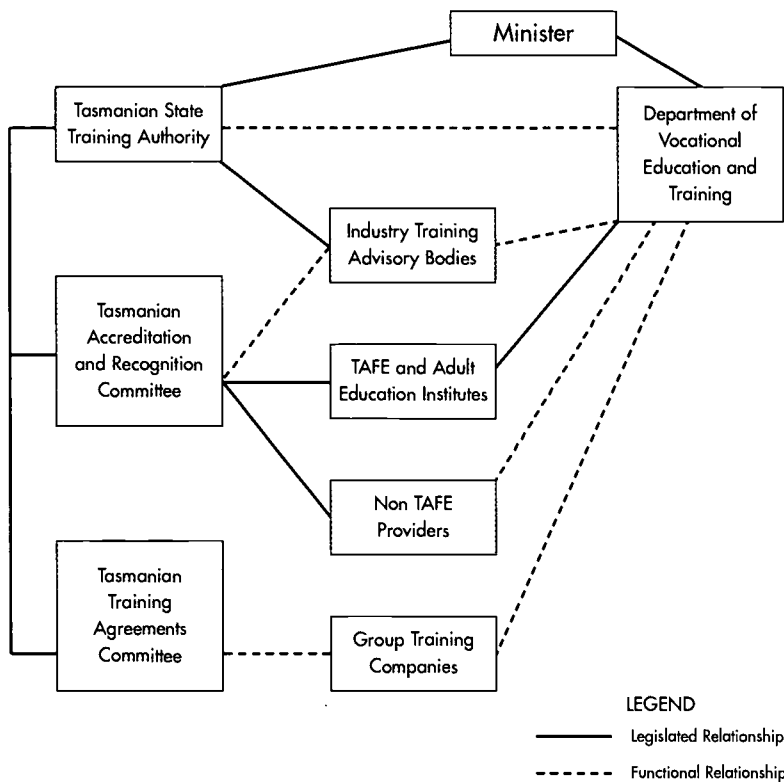 Minister
Tasmanian State
Training Authority
Department of
Vocational
Education and
Training
Industry Training
Advisory Bodies
Tasmanian
Accreditation
and Recognition
Committee
TAFE and Adult
Education Institutes
Non TAFE
Providers
Tasmanian
Training
Agreements
Committee
Group Training
Companies
LEGEND
Legislated Relationship
Functional Relationship